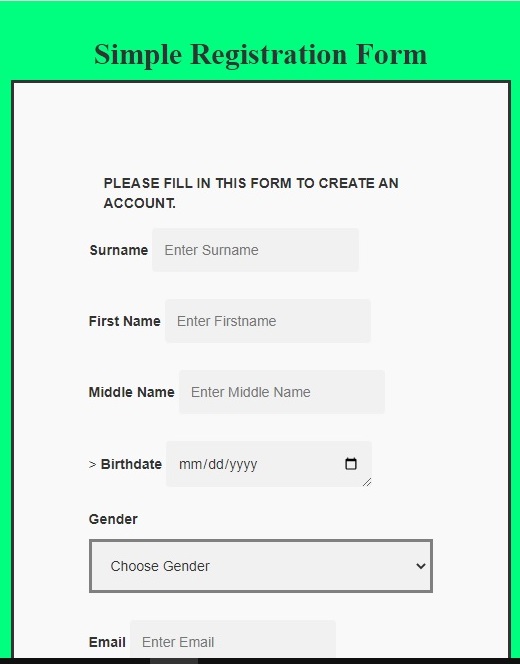 Simple Registration Form
PLEASE FILL IN THIS FORM TO CREATE AN
ACCOUNT.
Surname Enter Surname
First Name Enter Firstname
Middle Name Enter Middle Name
> Birthdate mm/dd/yyyy
Gender
Choose Gender
Email Enter Email